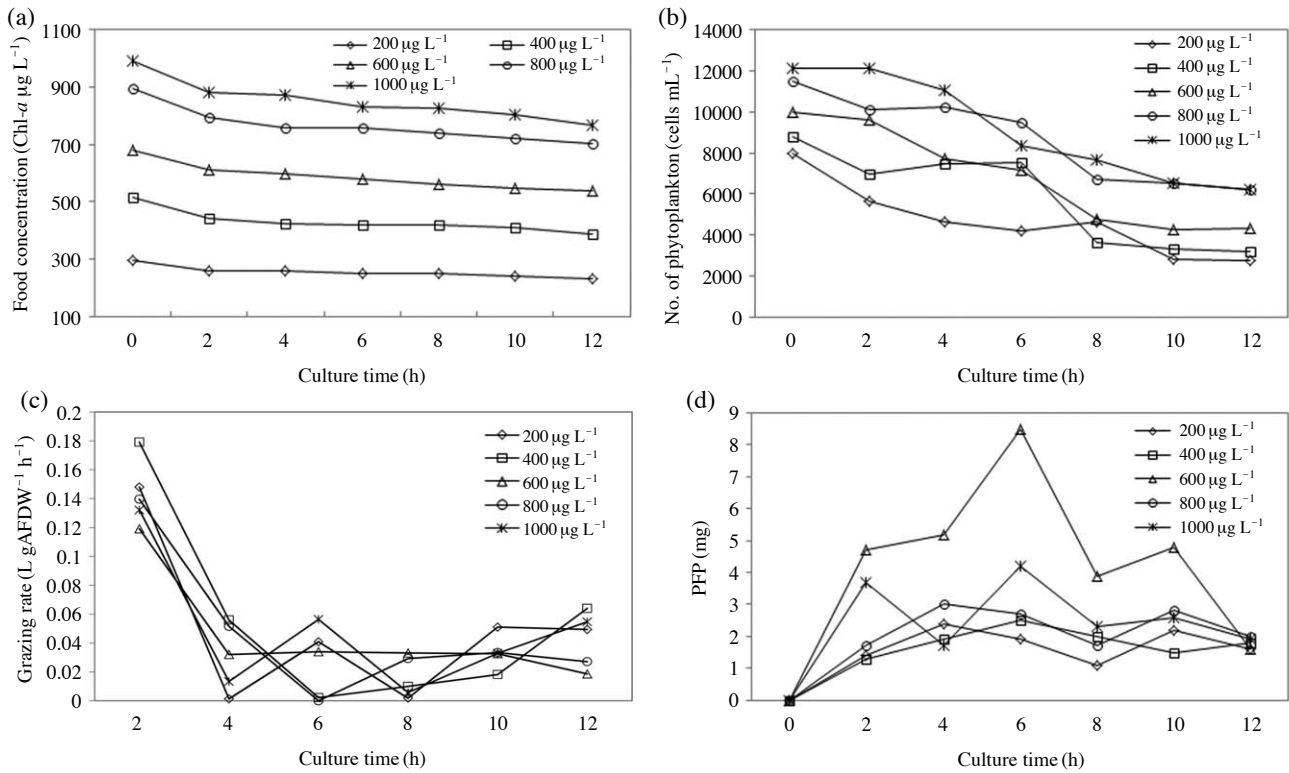 (a)
Food concentration (Chl-a µg L⁻¹)
1100
900
700
500
300
100
200 µg L⁻¹
400 µg L⁻¹
600 µg L⁻¹
800 µg L⁻¹
1000 µg L⁻¹
0 2 4 6 8 10 12
Culture time (h)
(b)
No. of phytoplankton (cells mL⁻¹)
14000
12000
10000
8000
6000
4000
2000
0
200 µg L⁻¹
400 µg L⁻¹
600 µg L⁻¹
800 µg L⁻¹
1000 µg L⁻¹
0 2 4 6 8 10 12
Culture time (h)
(c)
Grazing rate (L gAFDW⁻¹ h⁻¹)
0.2
0.18
0.16
0.14
0.12
0.1
0.08
0.06
0.04
0.02
0
200 µg L⁻¹
400 µg L⁻¹
600 µg L⁻¹
800 µg L⁻¹
1000 µg L⁻¹
2 4 6 8 10 12
Culture time (h)
(d)
PFP (mg)
9
8
7
6
5
4
3
2
1
0
200 µg L⁻¹
400 µg L⁻¹
600 µg L⁻¹
800 µg L⁻¹
1000 µg L⁻¹
0 2 4 6 8 10 12
Culture time (h)